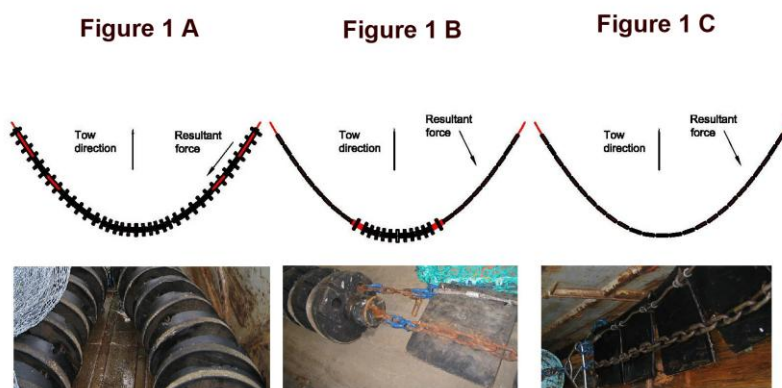 Figure 1 A
Figure 1 B
Figure 1 C
Tow
direction
Resultant
force
Tow
direction
Resultant
force
Tow
direction
Resultant
force